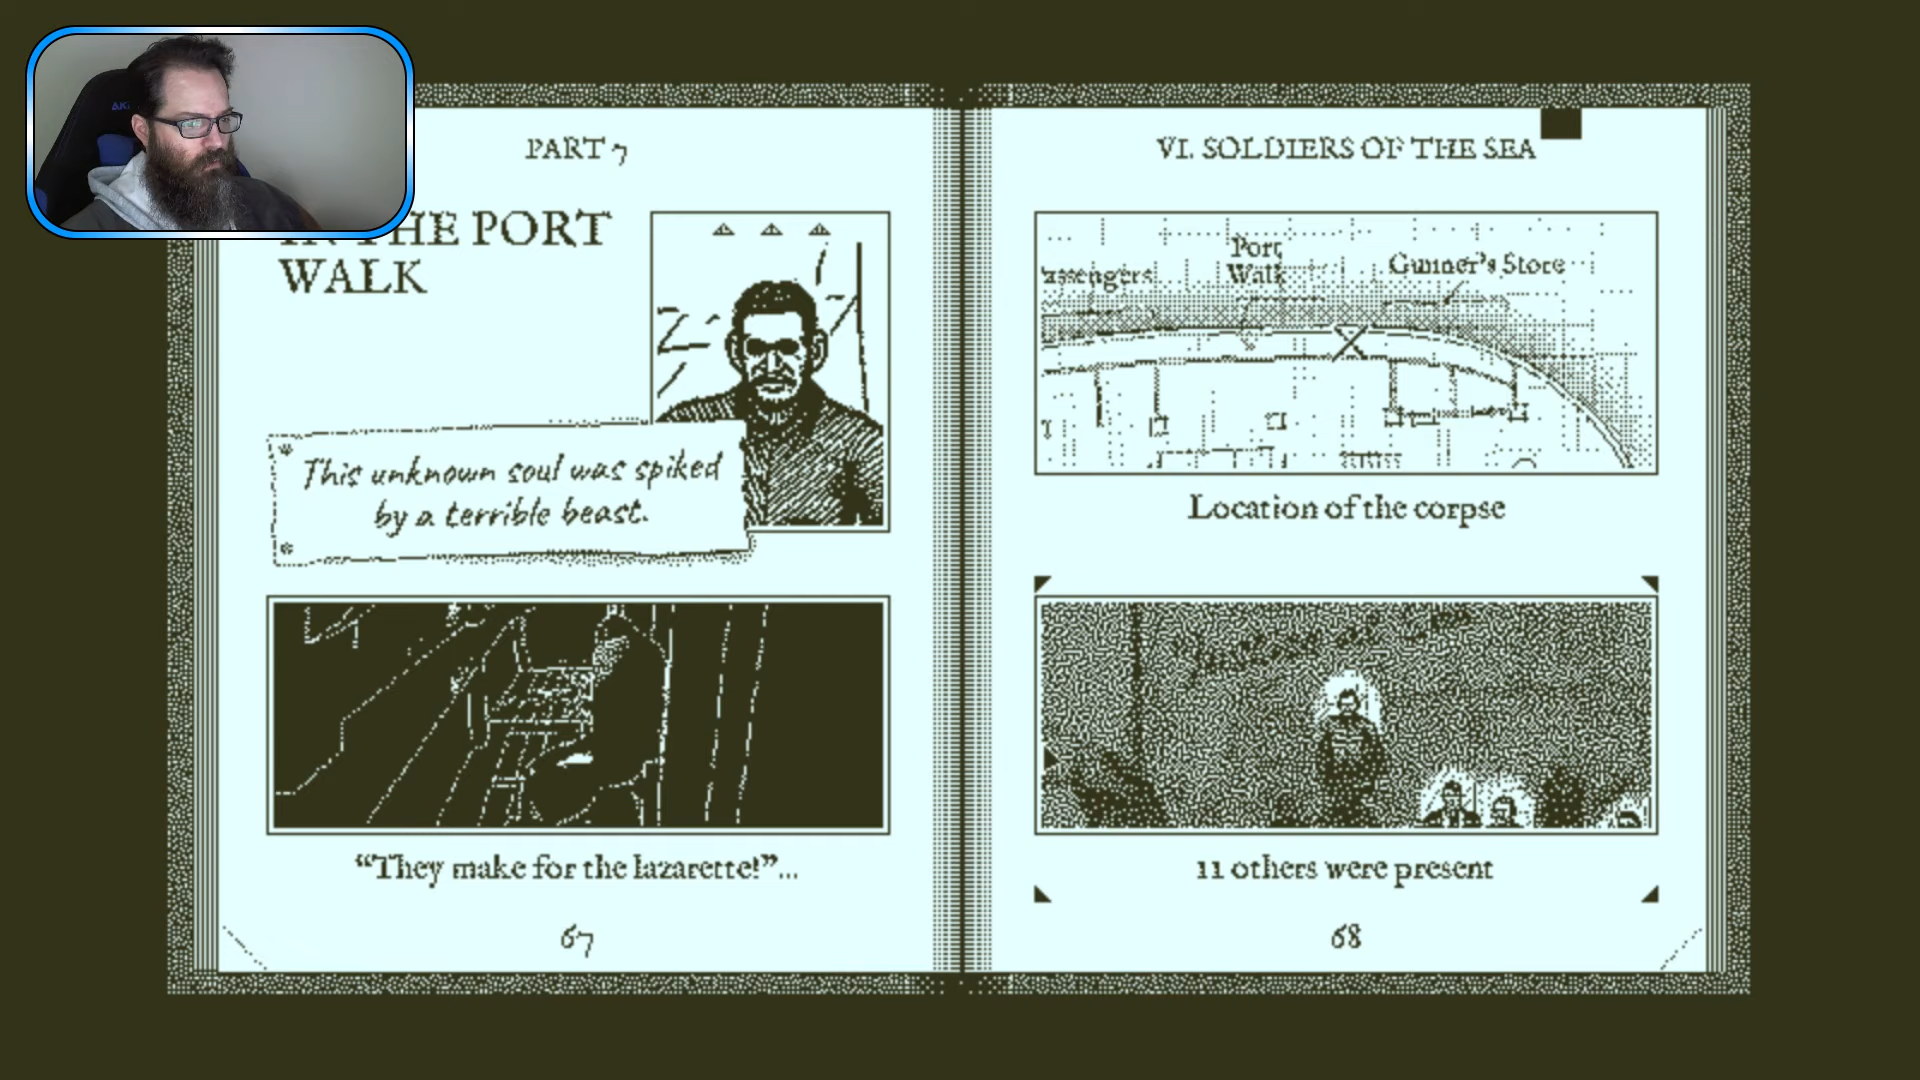 PART 7
THE PORT
WALK
This unknown soul was spiked
by a terrible beast.
“They make for the lazarette!”...
67
VI. SOLDIERS OF THE SEA
Port
Walk
Gunner's Store
assengers
Location of the corpse
11 others were present
68